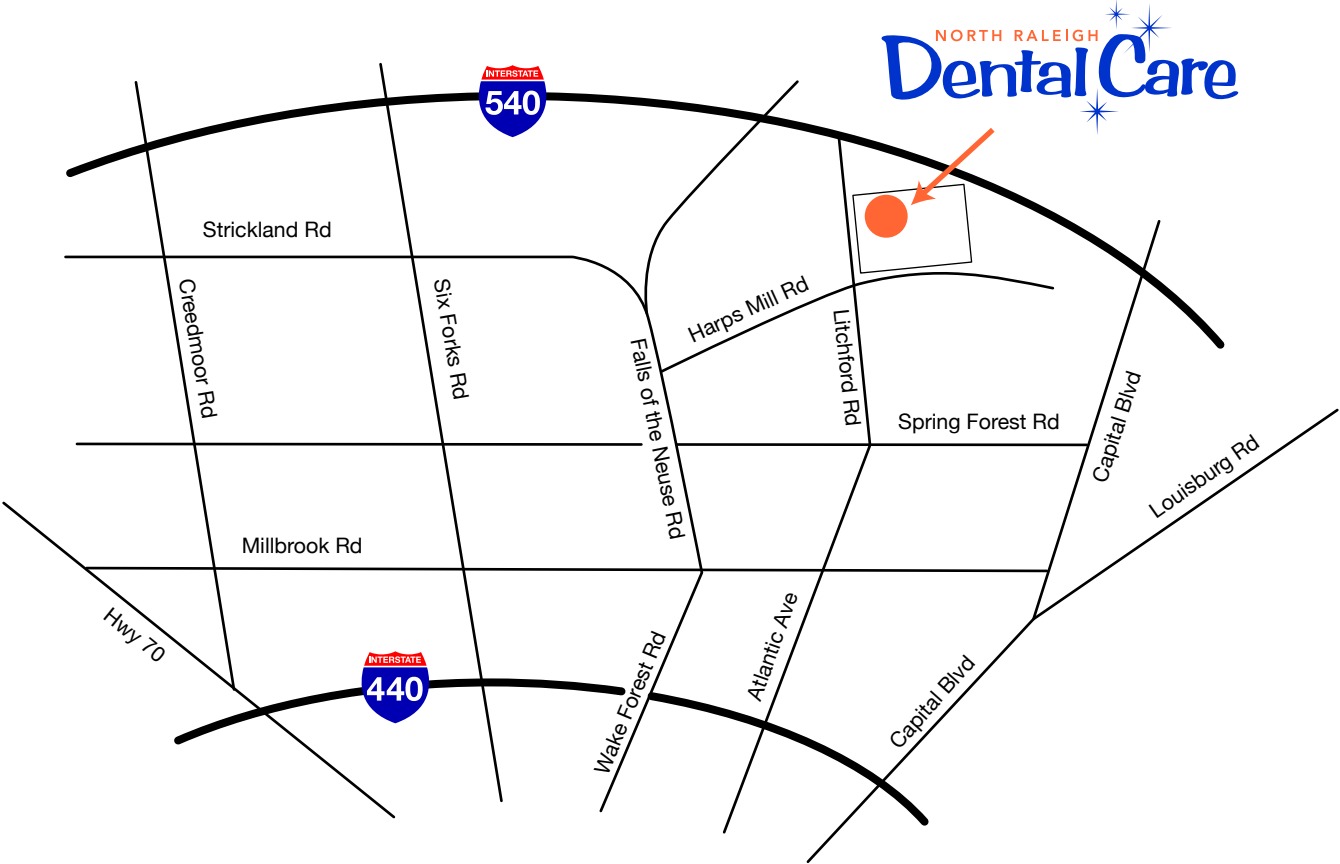 NORTH RALEIGH
Dental Care
INTERSTATE
540
Strickland Rd
Creedmoor Rd
Six Forks Rd
Harps Mill Rd
Litchford Rd
Falls of the Neuse Rd
Spring Forest Rd
Capital Blvd
Louisburg Rd
Millbrook Rd
Hwy 70
INTERSTATE
440
Wake Forest Rd
Atlantic Ave
Capital Blvd